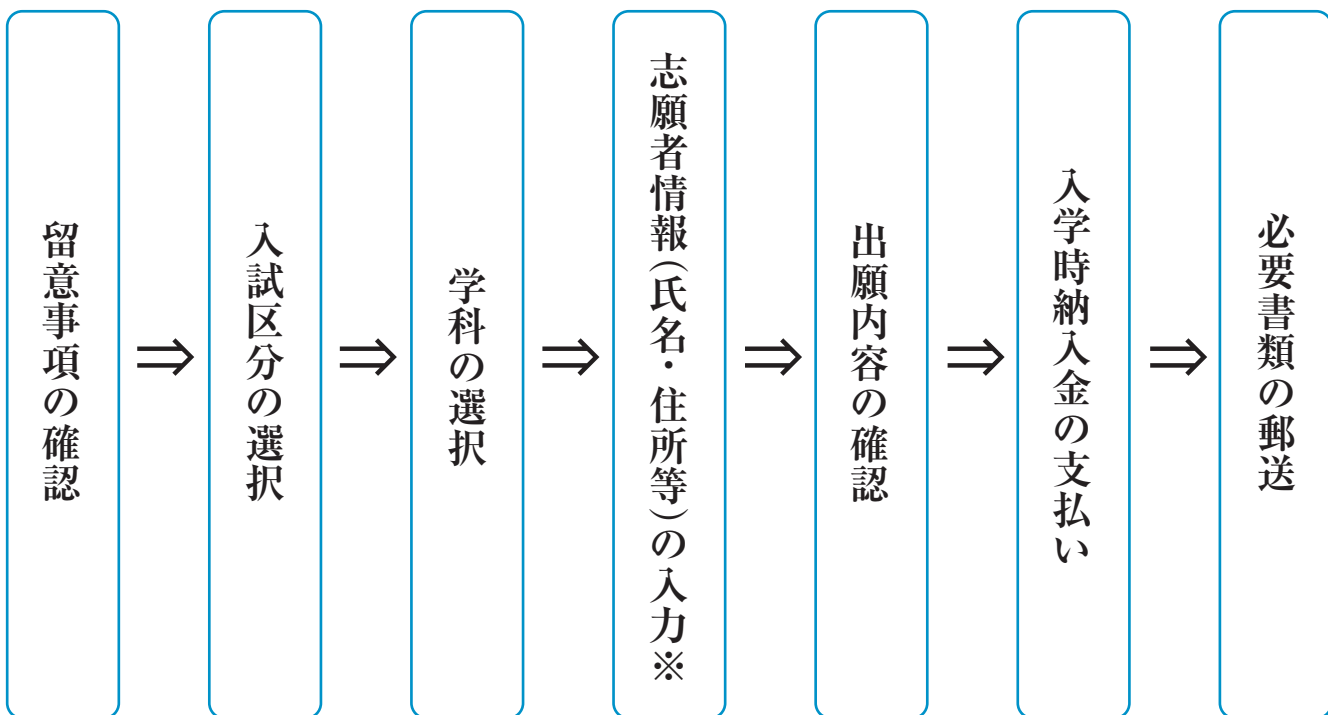 留意事項の確認
⇒
入試区分の選択
⇒
学科の選択
⇒
志願者情報(氏名・住所等)の入力※
⇒
出願内容の確認
⇒
入学時納入金の支払い
⇒
必要書類の郵送